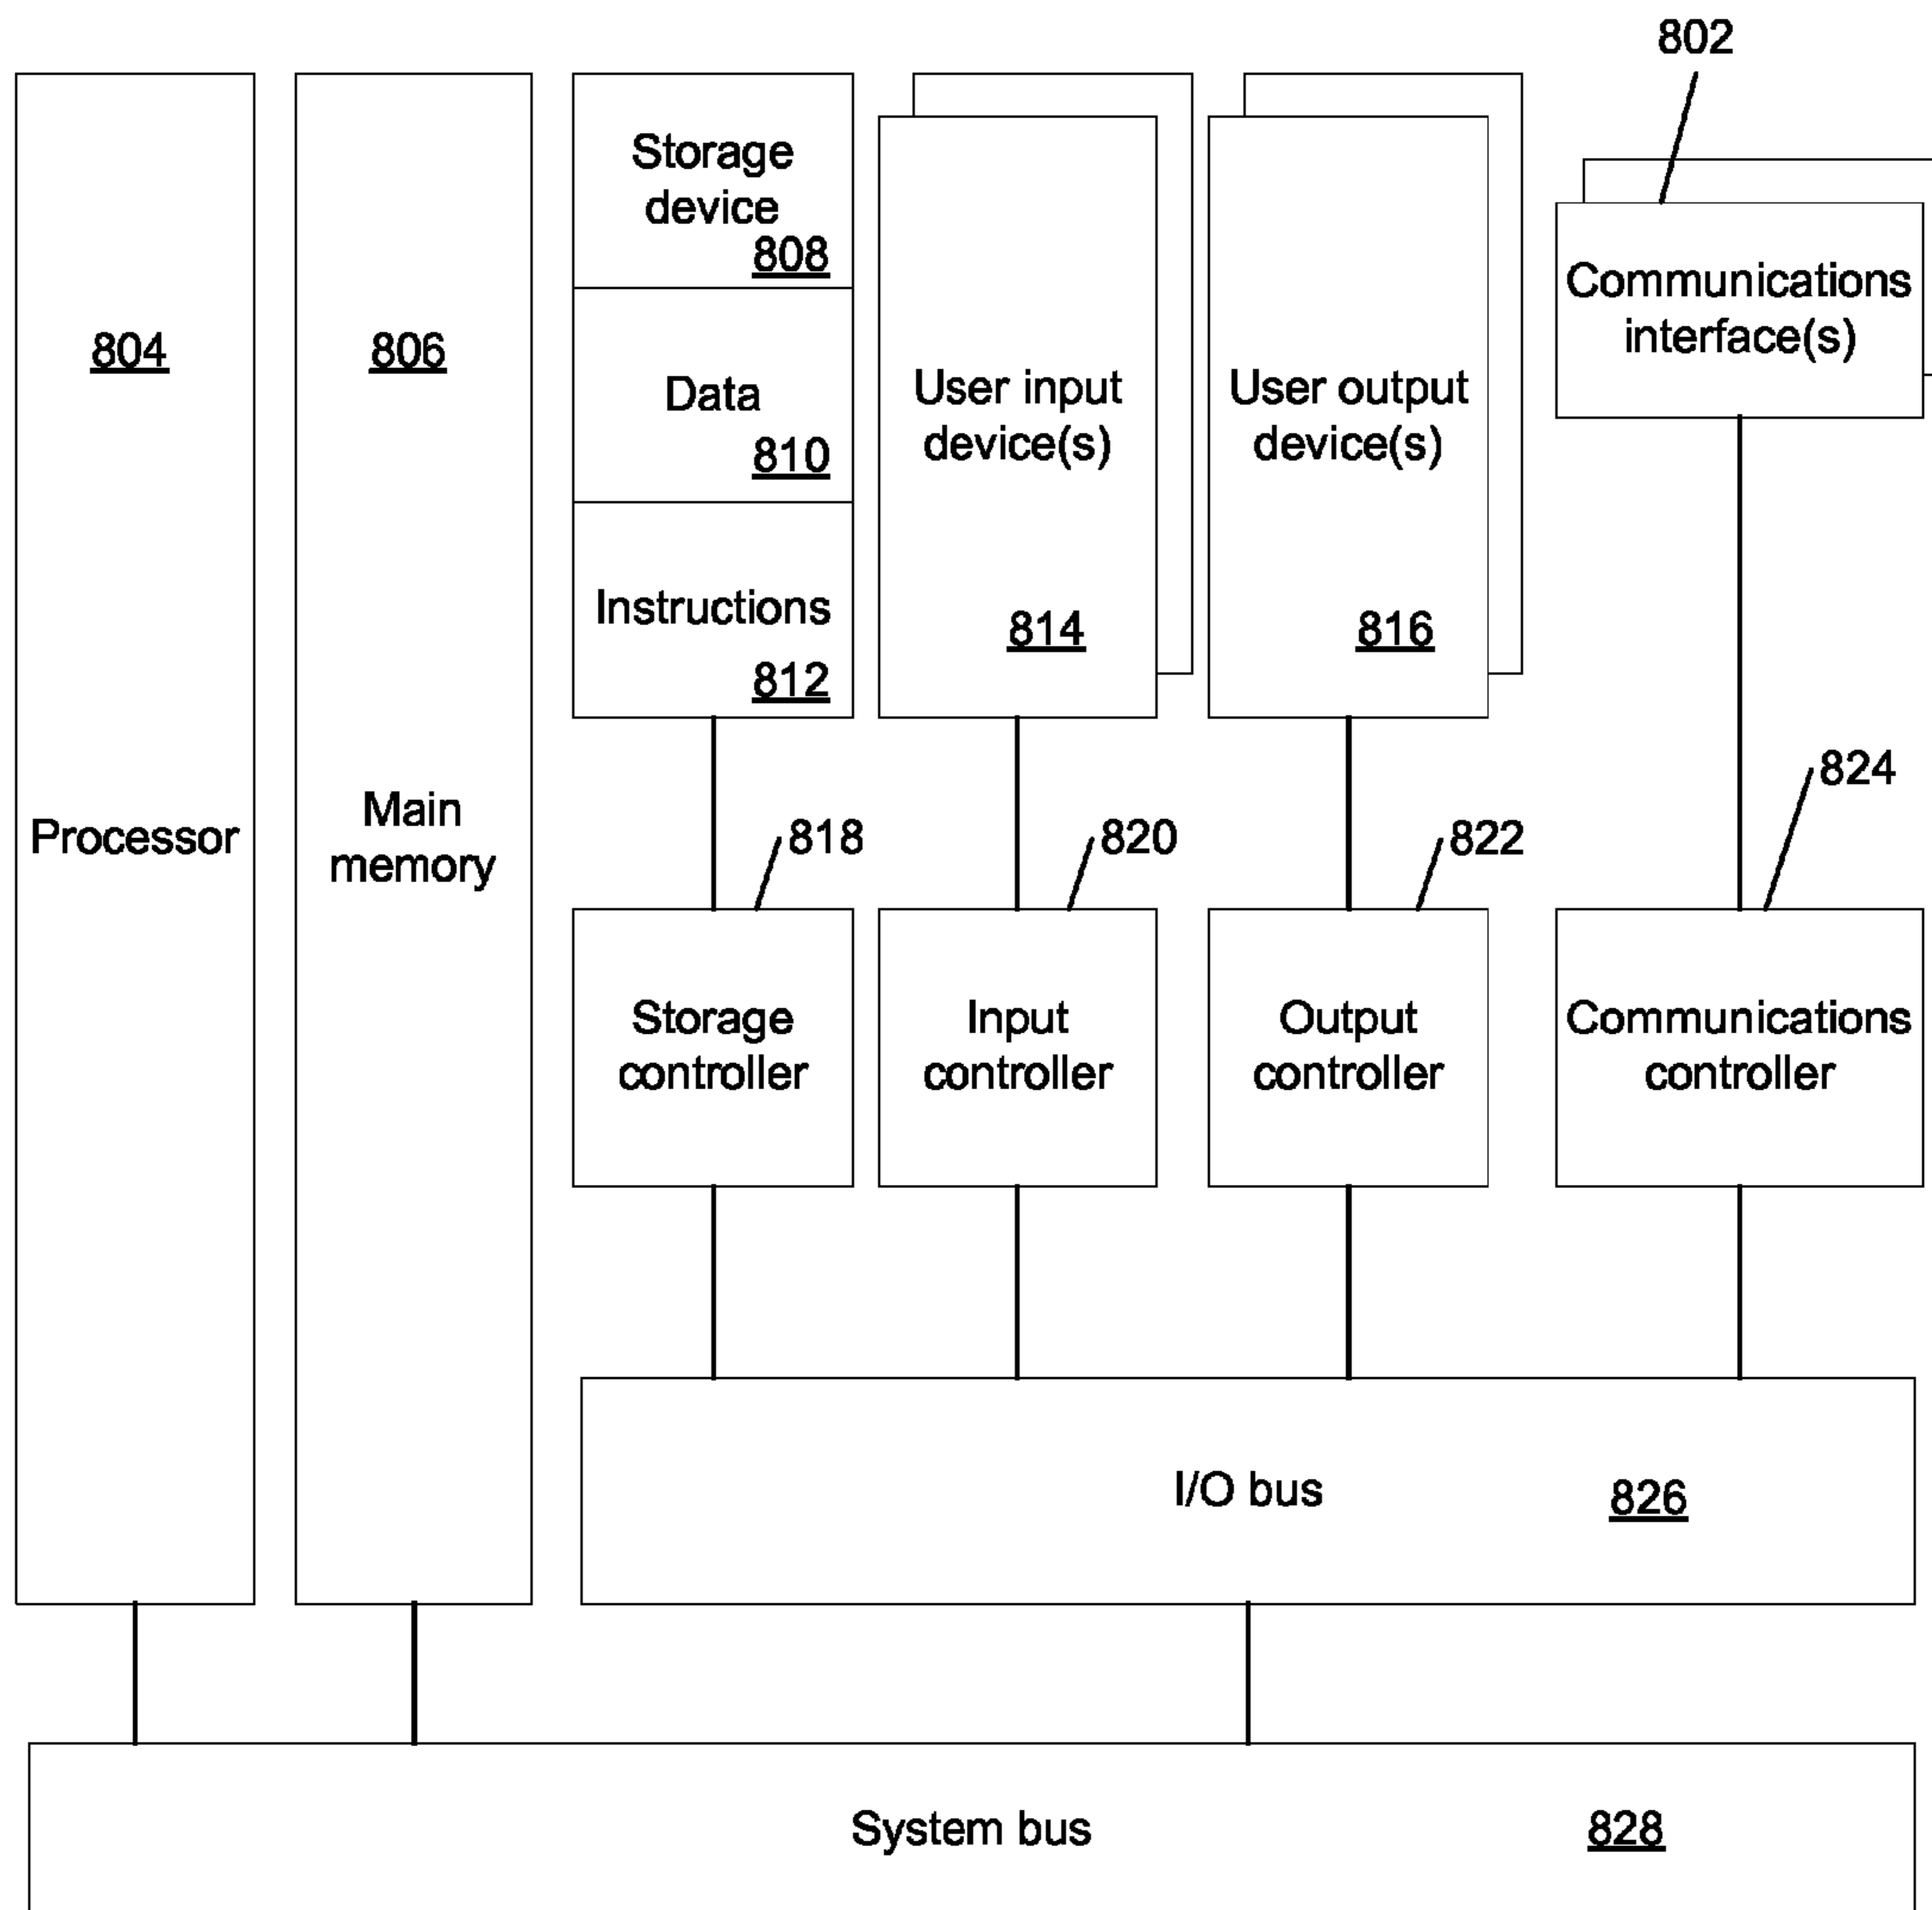 802
Storage
device
808
Communications
interface(s)
804
806
Data
810
User input
device(s)
User output
device(s)
Instructions
812
814
816
Processor
Main
memory
818
820
822
824
Storage
controller
Input
controller
Output
controller
Communications
controller
I/O bus
826
System bus
828